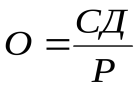 О = СД
Р